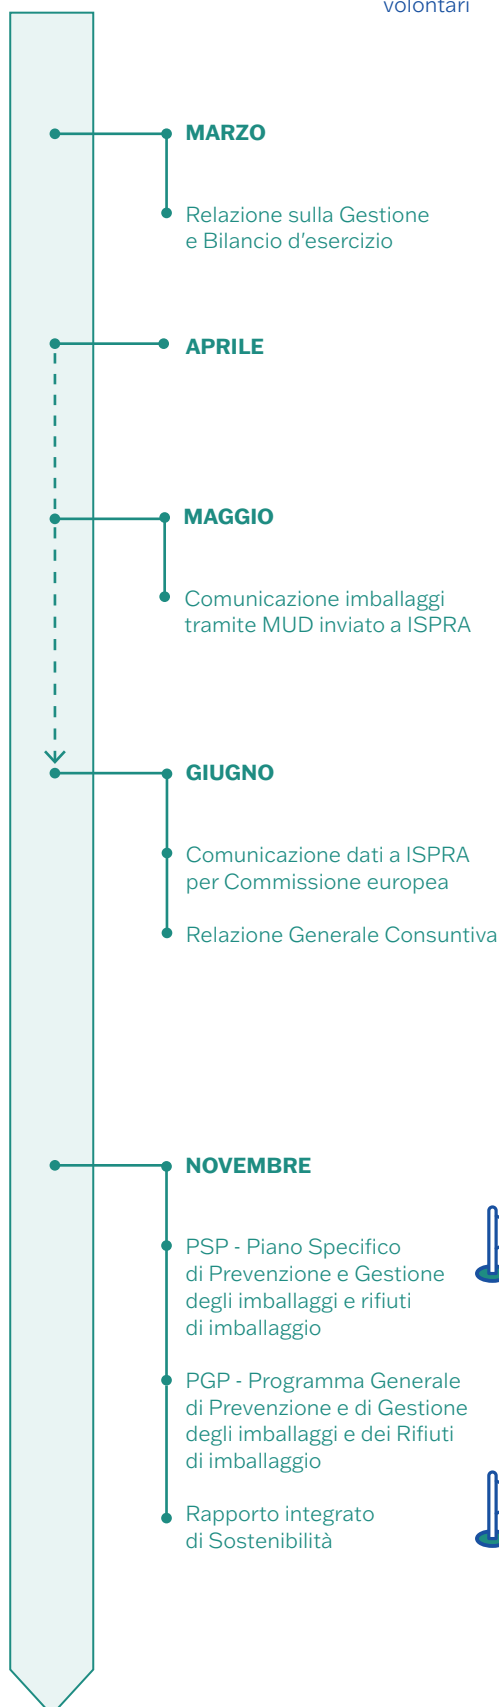 volontari
MARZO
Relazione sulla Gestione
e Bilancio d'esercizio
APRILE
MAGGIO
Comunicazione imballaggi
tramite MUD inviato a ISPRA
GIUGNO
Comunicazione dati a ISPRA
per Commissione europea
Relazione Generale Consuntiva
NOVEMBRE
PSP - Piano Specifico
di Prevenzione e Gestione
degli imballaggi e rifiuti
di imballaggio
PGP - Programma Generale
di Prevenzione e di Gestione
degli imballaggi e dei Rifiuti
di imballaggio
Rapporto integrato
di Sostenibilità